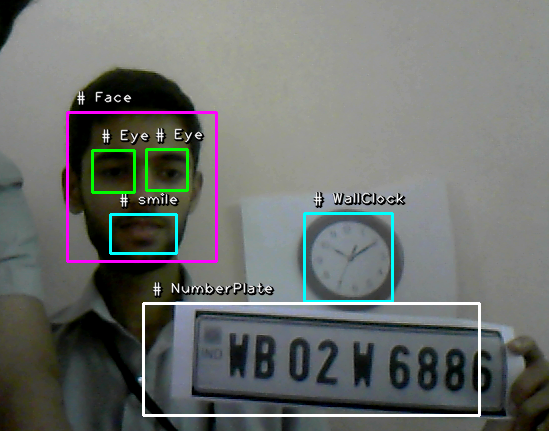 # Face
# Eye # Eye
# smile
# WallClock
# NumberPlate
IND
WB 02 W 6886